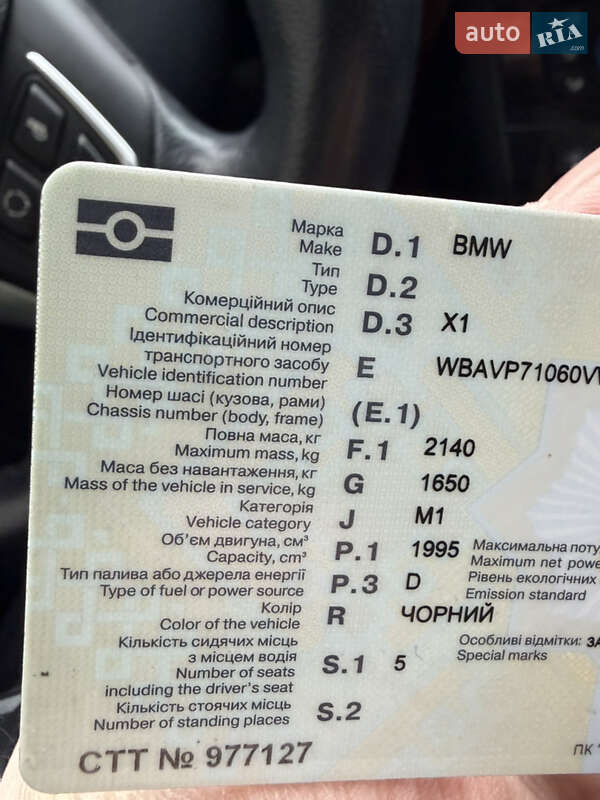 auto RIA.com
Марка
Make D.1 BMW
Тип
Type D.2
Комерційний опис
Commercial description D.3 X1
Ідентифікаційний номер
транспортного засобу
Vehicle identification number E WBAVP71060V
Номер шасі (кузова, рами)
Chassis number (body, frame) (E.1)
Повна маса, кг
Maximum mass, kg F.1 2140
Маса без навантаження, кг
Mass of the vehicle in service, kg G 1650
Категорія
Vehicle category J M1
Об'єм двигуна, см³
Capacity, cm³ P.1 1995
Максимальна поту
Maximum net powe
Тип палива або джерела енергії
Type of fuel or power source P.3 D
Рівень екологічних
Emission standard
Колір
Color of the vehicle R ЧОРНИЙ
Кількість сидячих місць
з місцем водія
Number of seats
including the driver's seat S.1 5
Особливі відмітки: ЗА
Special marks
Кількість стоячих місць
Number of standing places S.2
СТТ № 977127
ПК